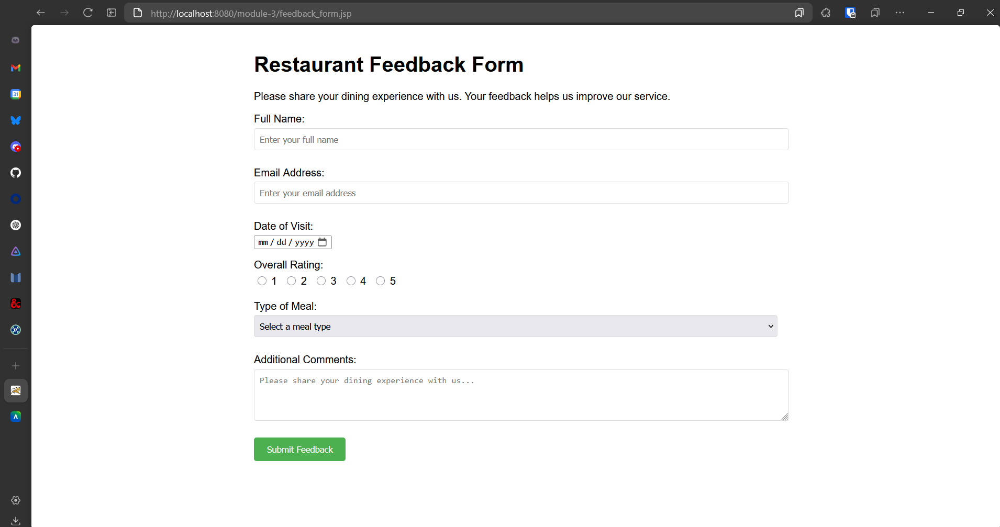 http://localhost:8080/module-3/feedback_form.jsp
31
Restaurant Feedback Form
Please share your dining experience with us. Your feedback helps us improve our service.
Full Name:
Enter your full name
Email Address:
Enter your email address
Date of Visit:
mm / dd / yyyy
Overall Rating:
1 2 3 4 5
Type of Meal:
Select a meal type
Additional Comments:
Please share your dining experience with us...
Submit Feedback